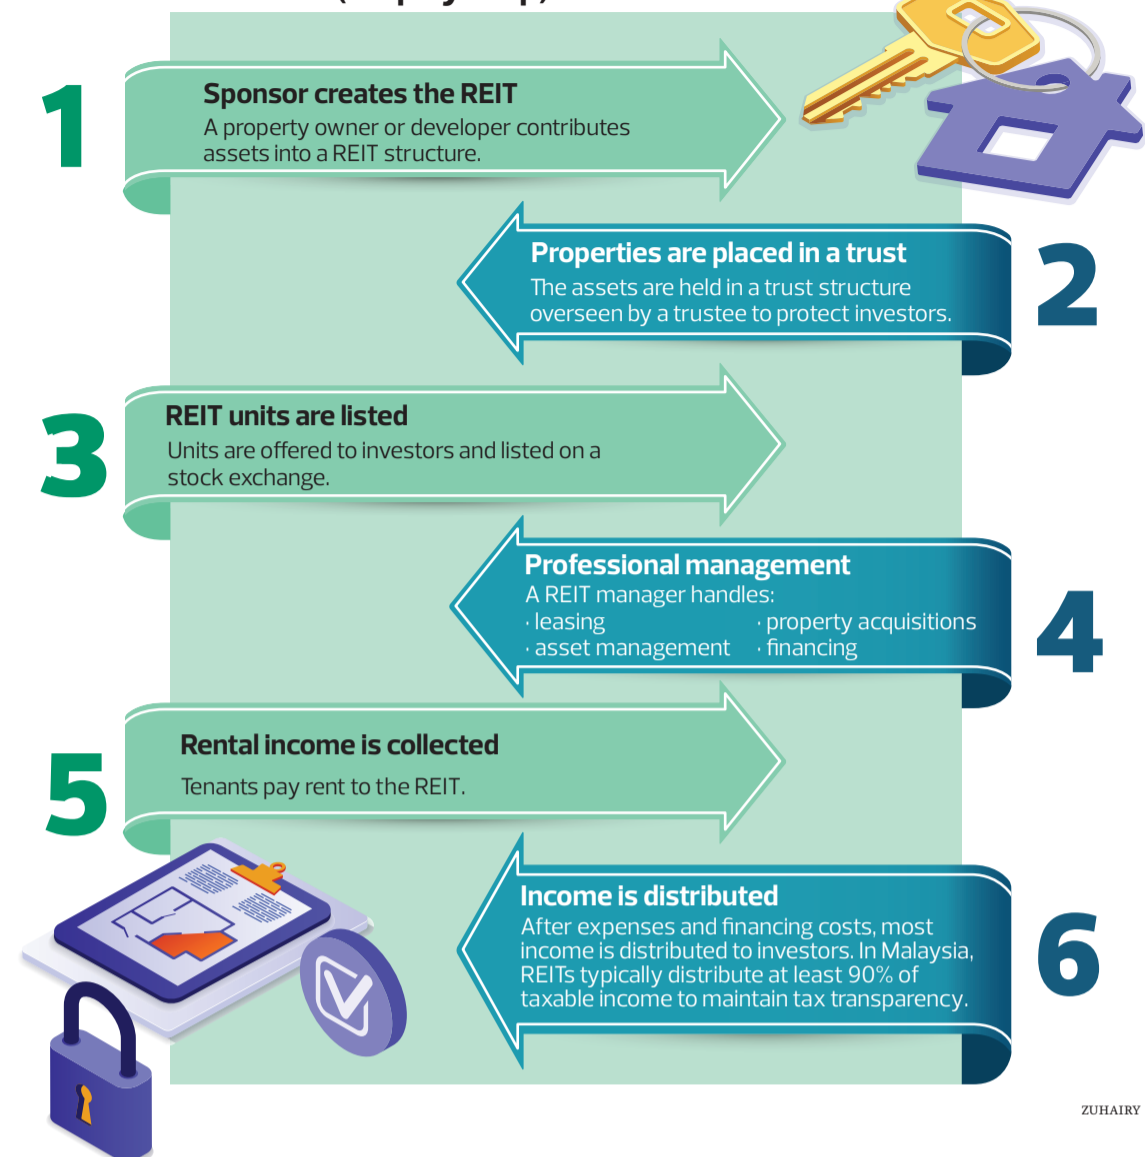 1
Sponsor creates the REIT
A property owner or developer contributes
assets into a REIT structure.
2
Properties are placed in a trust
The assets are held in a trust structure
overseen by a trustee to protect investors.
3
REIT units are listed
Units are offered to investors and listed on a
stock exchange.
4
Professional management
A REIT manager handles:
· leasing · property acquisitions
· asset management · financing
5
Rental income is collected
Tenants pay rent to the REIT.
6
Income is distributed
After expenses and financing costs, most
income is distributed to investors. In Malaysia,
REITs typically distribute at least 90% of
taxable income to maintain tax transparency.
ZUHAIRY